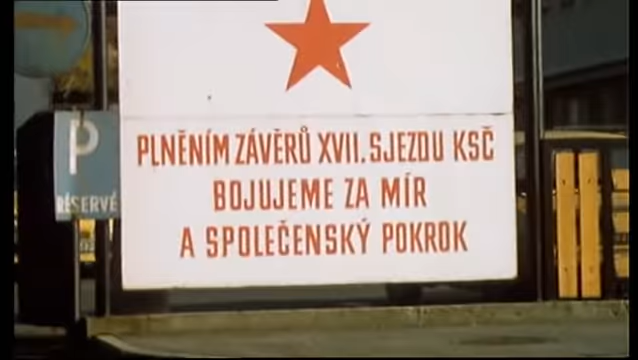 P
RÉSERVÉ
PLNĚNÍM ZÁVĚRŮ XVII. SJEZDU KSČ
BOJUJEME ZA MÍR
A SPOLEČENSKÝ POKROK